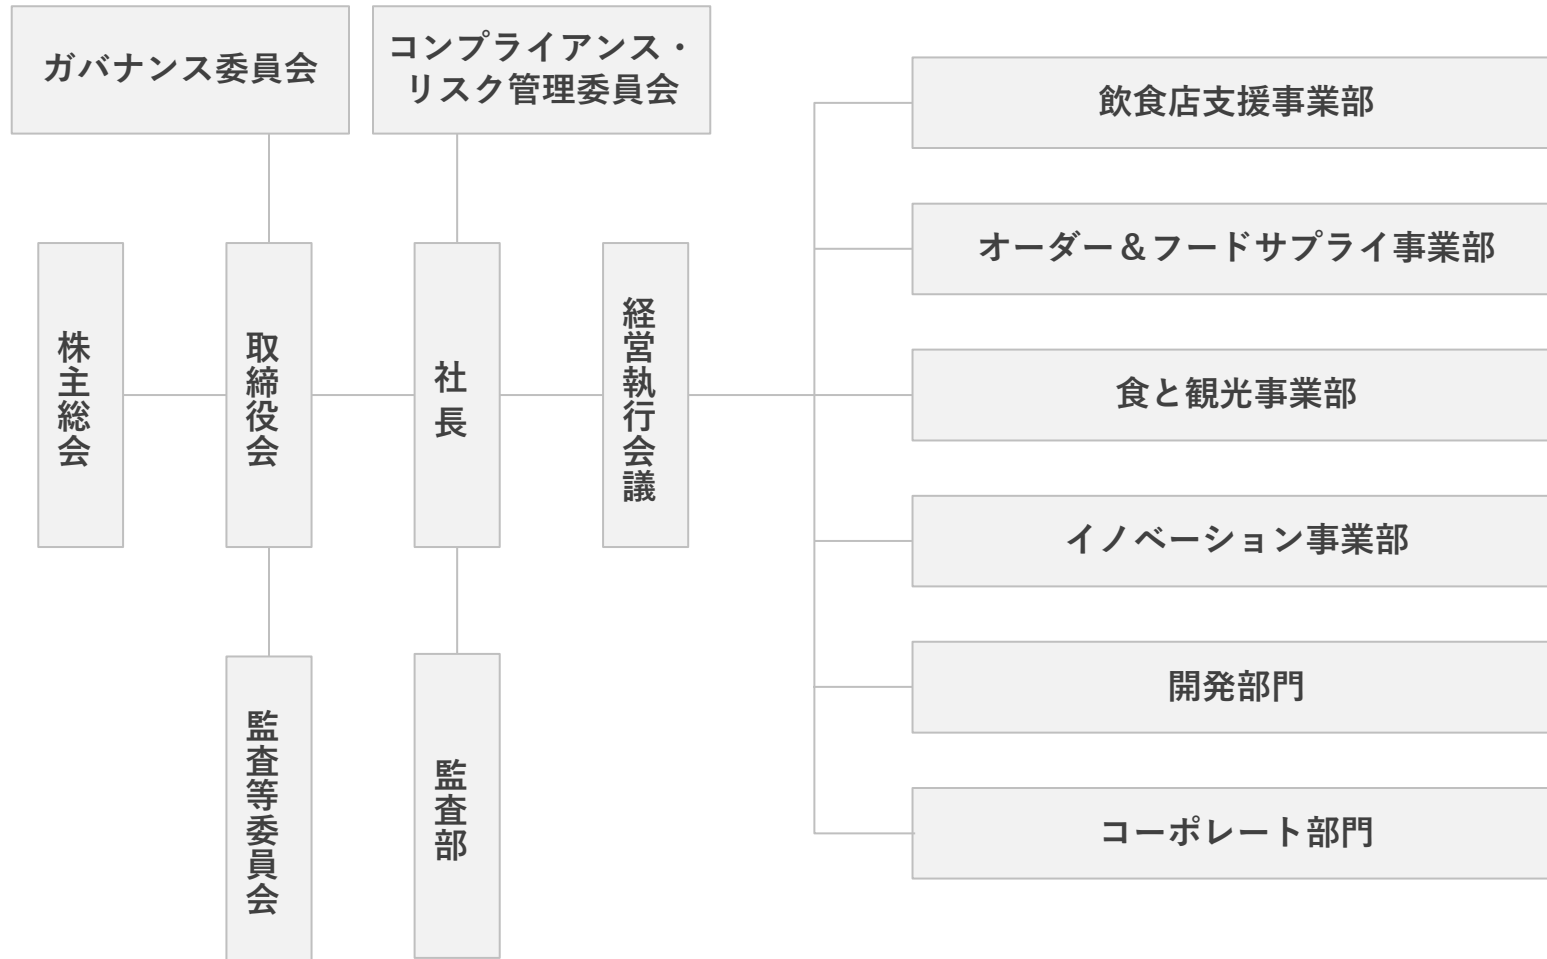 ガバナンス委員会
コンプライアンス・
リスク管理委員会
株主総会
取締役会
社長
経営執行会議
監査等委員会
監査部
飲食店支援事業部
オーダー＆フードサプライ事業部
食と観光事業部
イノベーション事業部
開発部門
コーポレート部門